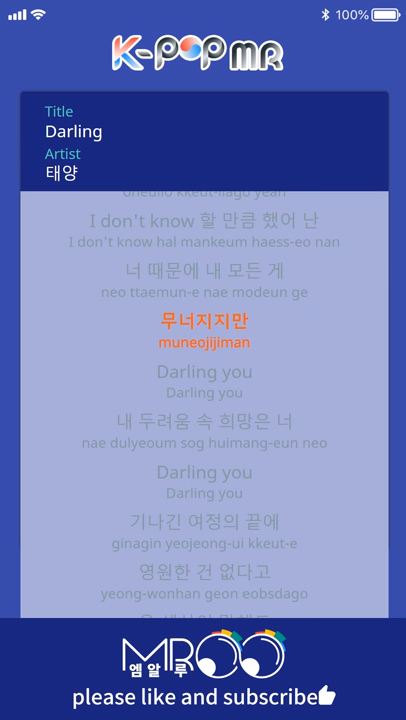 100%
K-POP MR
Title
Darling
Artist
태양
oneullo kkeut-ilago yeah
I don't know 할 만큼 했어 난
I don't know hal mankeum haess-eo nan
너 때문에 내 모든 게
neo ttaemun-e nae modeun ge
무너지지만
muneojijiman
Darling you
Darling you
내 두려움 속 희망은 너
nae dulyeoum sog huimang-eun neo
Darling you
Darling you
기나긴 여정의 끝에
ginagin yeojeong-ui kkeut-e
영원한 건 없다고
yeong-wonhan geon eobsdago
MR
엠 알 루
please like and subscribe